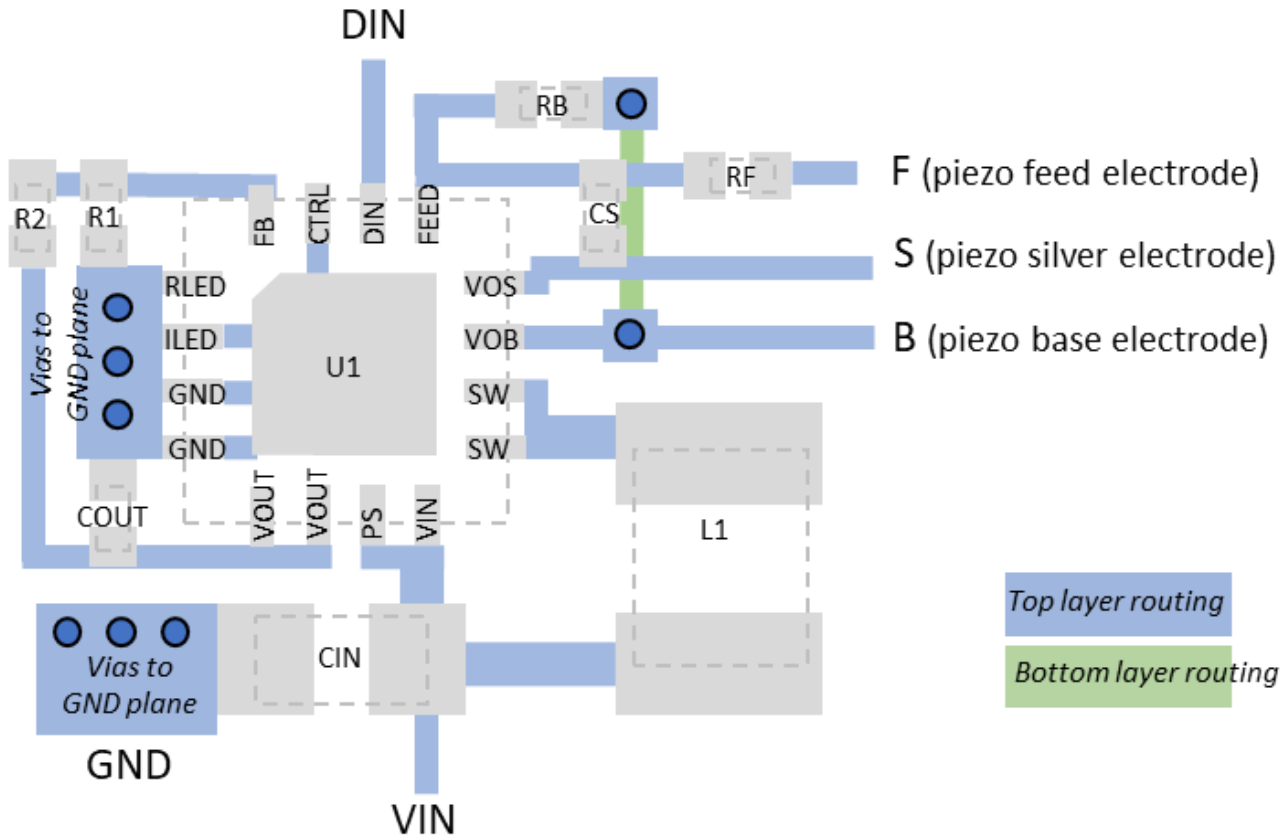 DIN
RB
F (piezo feed electrode)
RF
R2
R1
FB
CTRL
DIN
FEED
CS
S (piezo silver electrode)
RLED
VOS
Vias to
GND plane
ILED
VOB
B (piezo base electrode)
U1
GND
SW
GND
SW
VOUT
VOUT
PS
VIN
COUT
L1
Top layer routing
CIN
Vias to
GND plane
Bottom layer routing
GND
VIN